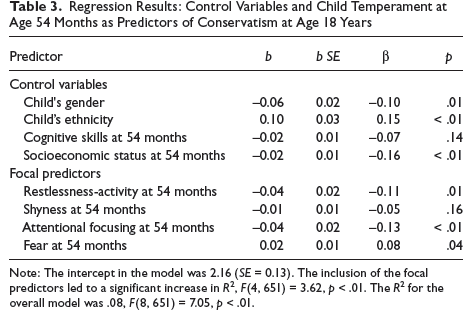 Table 3. Regression Results: Control Variables and Child Temperament at
Age 54 Months as Predictors of Conservatism at Age 18 Years
Predictor b b SE β p
Control variables
Child's gender −0.06 0.02 −0.10 .01
Child's ethnicity 0.10 0.03 0.15 < .01
Cognitive skills at 54 months −0.02 0.01 −0.07 .14
Socioeconomic status at 54 months −0.02 0.01 −0.16 < .01
Focal predictors
Restlessness-activity at 54 months −0.04 0.02 −0.11 .01
Shyness at 54 months −0.01 0.01 −0.05 .16
Attentional focusing at 54 months −0.04 0.02 −0.13 < .01
Fear at 54 months 0.02 0.01 0.08 .04
Note: The intercept in the model was 2.16 (SE = 0.13). The inclusion of the focal
predictors led to a significant increase in R², F(4, 651) = 3.62, p < .01. The R² for the
overall model was .08, F(8, 651) = 7.05, p < .01.